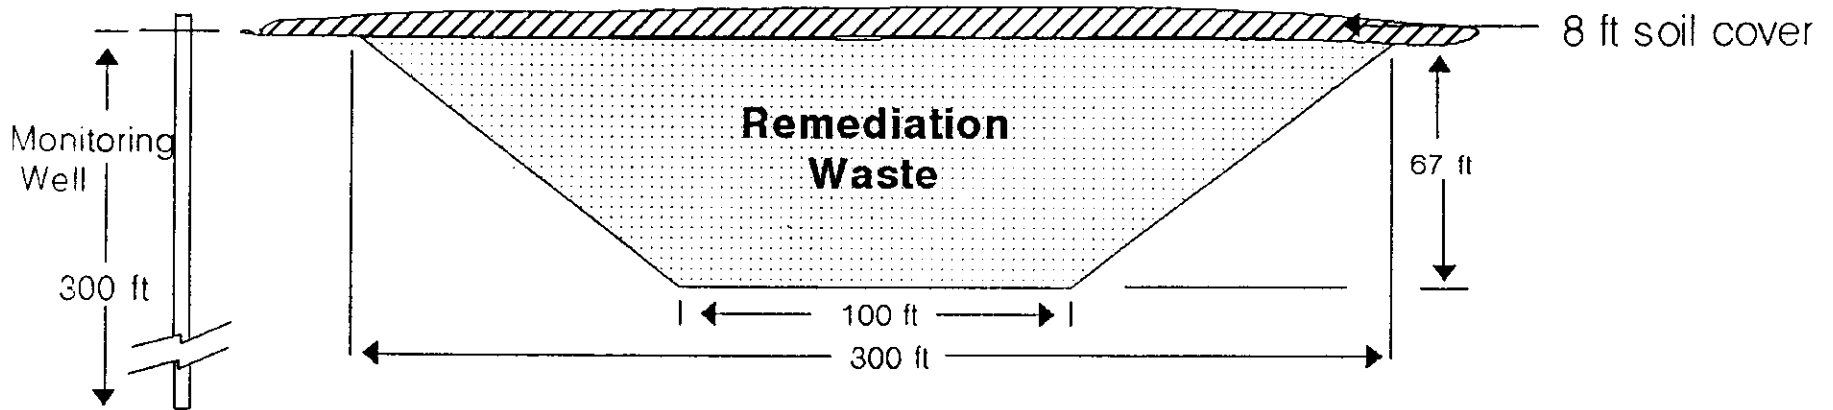 8 ft soil cover
Monitoring
Well
Remediation
Waste
67 ft
300 ft
100 ft
300 ft